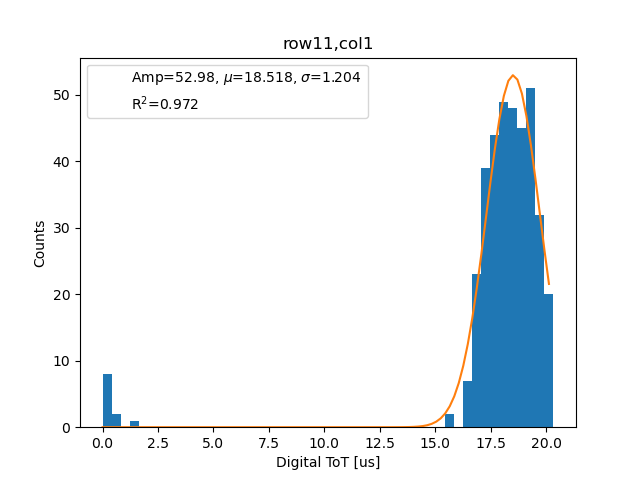 row11,col1
Amp=52.98, μ=18.518, σ=1.204
R²=0.972
Counts
50
40
30
20
10
0
0.0 2.5 5.0 7.5 10.0 12.5 15.0 17.5 20.0
Digital ToT [us]